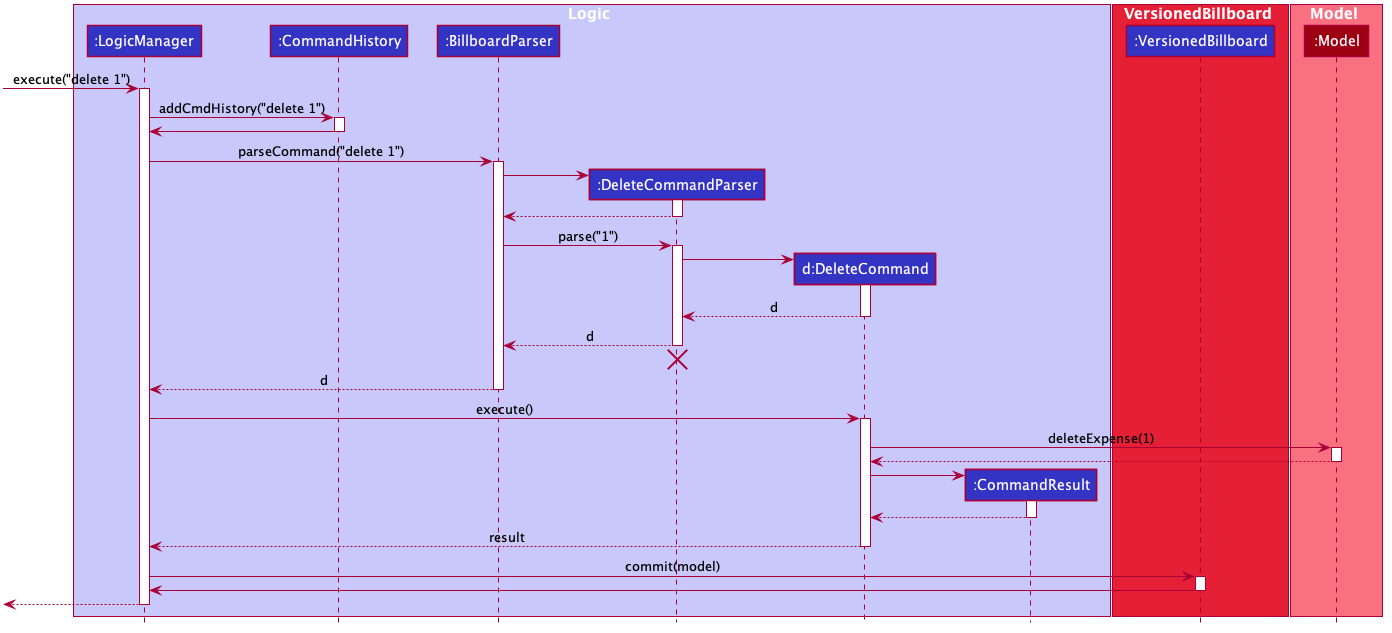 Logic
VersionedBillboard
Model
:LogicManager
:CommandHistory
:BillboardParser
:VersionedBillboard
:Model
execute("delete 1")
addCmdHistory("delete 1")
parseCommand("delete 1")
:DeleteCommandParser
parse("1")
d:DeleteCommand
d
d
d
execute()
deleteExpense(1)
:CommandResult
result
commit(model)